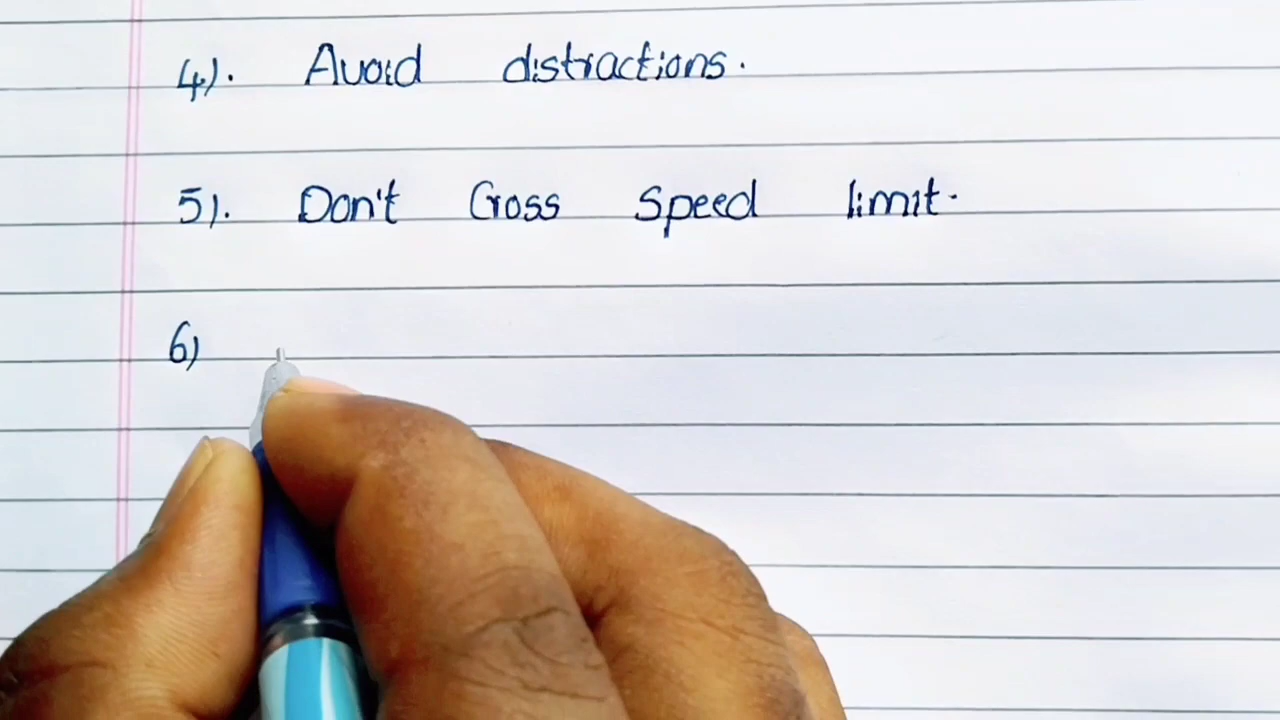 4). Avoid distractions.
5). Don't Cross Speed limit.
6)